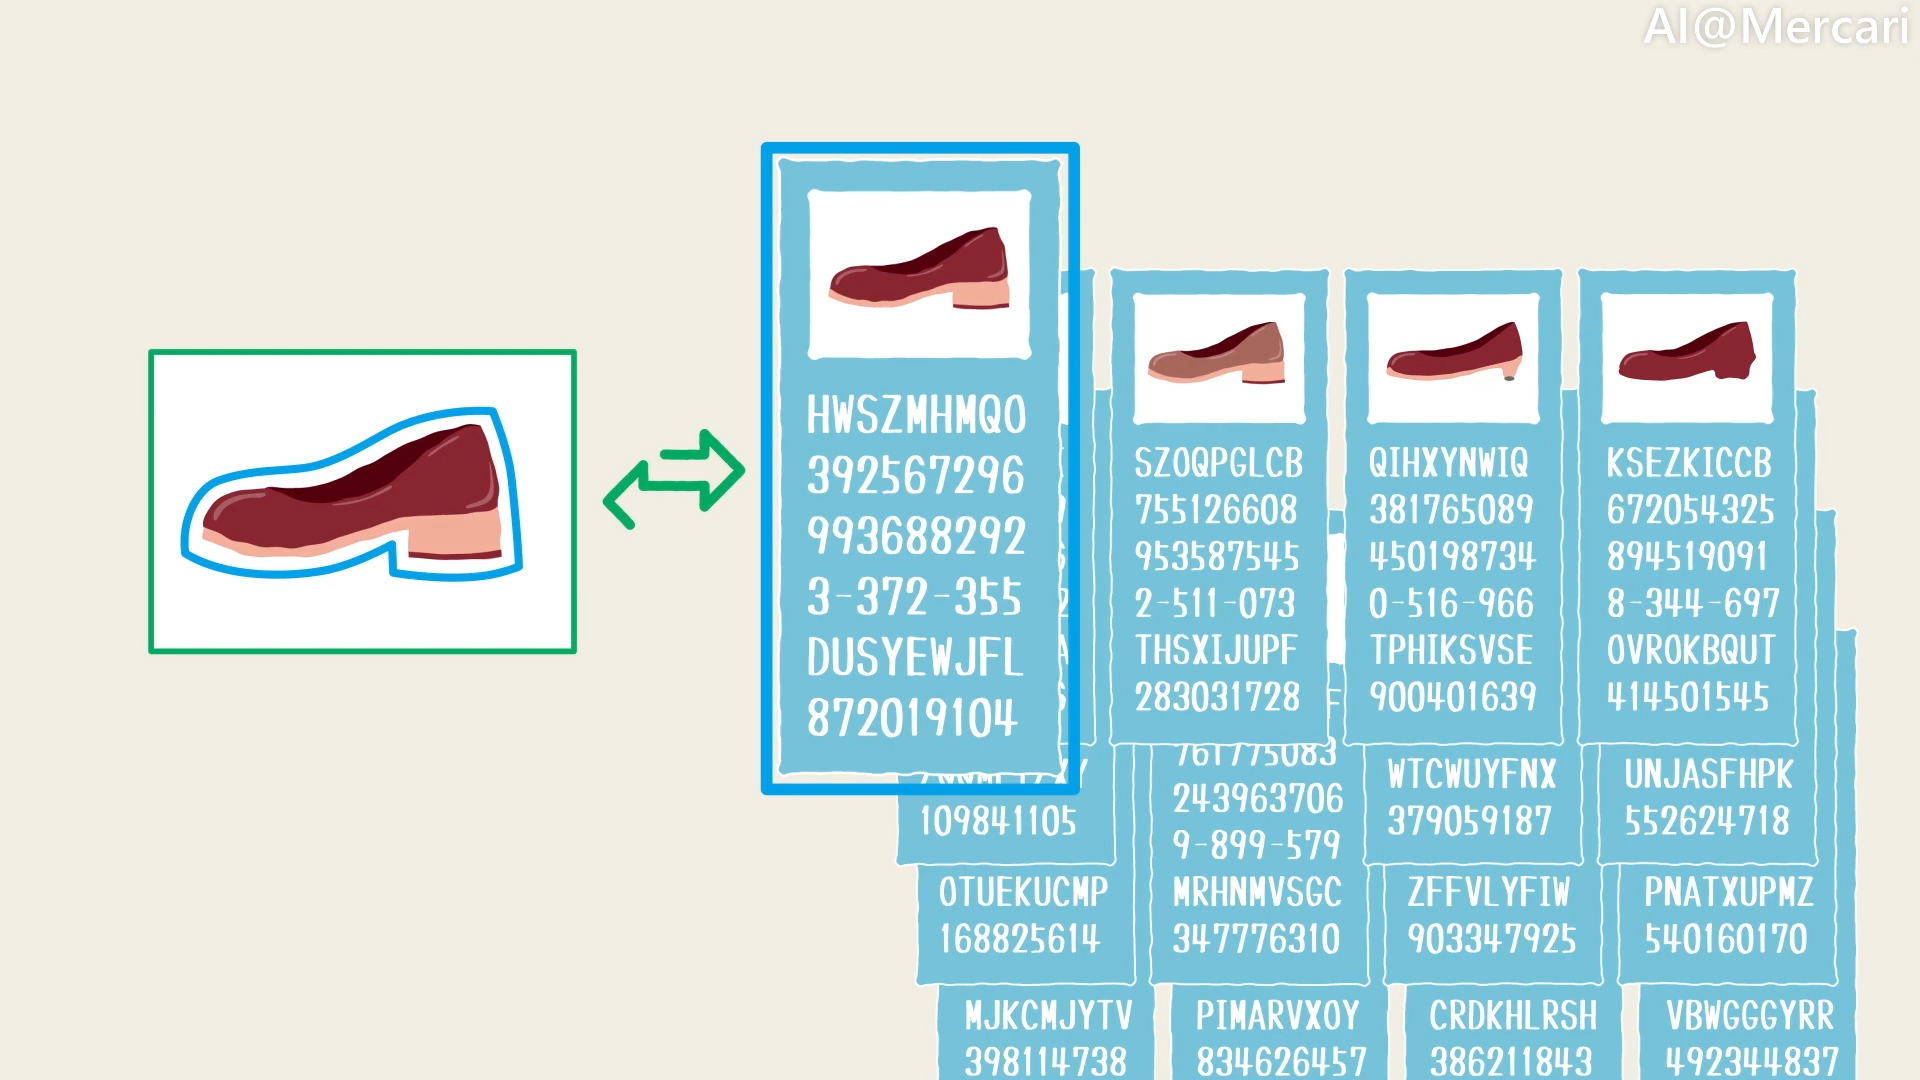 AI@Mercari
HWSZMHMQO
392567296
993688292
3-372-355
DUSYEWJFL
872019104
SZOQPGLCB
755126608
953587545
2-511-073
THSXIJUPF
283031728
QIHXYNWIQ
381765089
450198734
0-516-966
TPHIKSVSE
900401639
KSEZKICCB
672054325
894519091
8-344-697
OVROKBQUT
414501545
109841105
761775083
243963706
9-899-579
MRHNMVSGC
347776310
WTCWUYFNX
379059187
UNJASFHPK
552624718
OTUEKUCMP
168825614
ZFFVLYFIW
903347925
PNATXUPMZ
540160170
MJKCMJYTV
398114738
PIMARVXOY
834626457
CRDKHLRSH
386211843
VBWGGGYRR
492344837